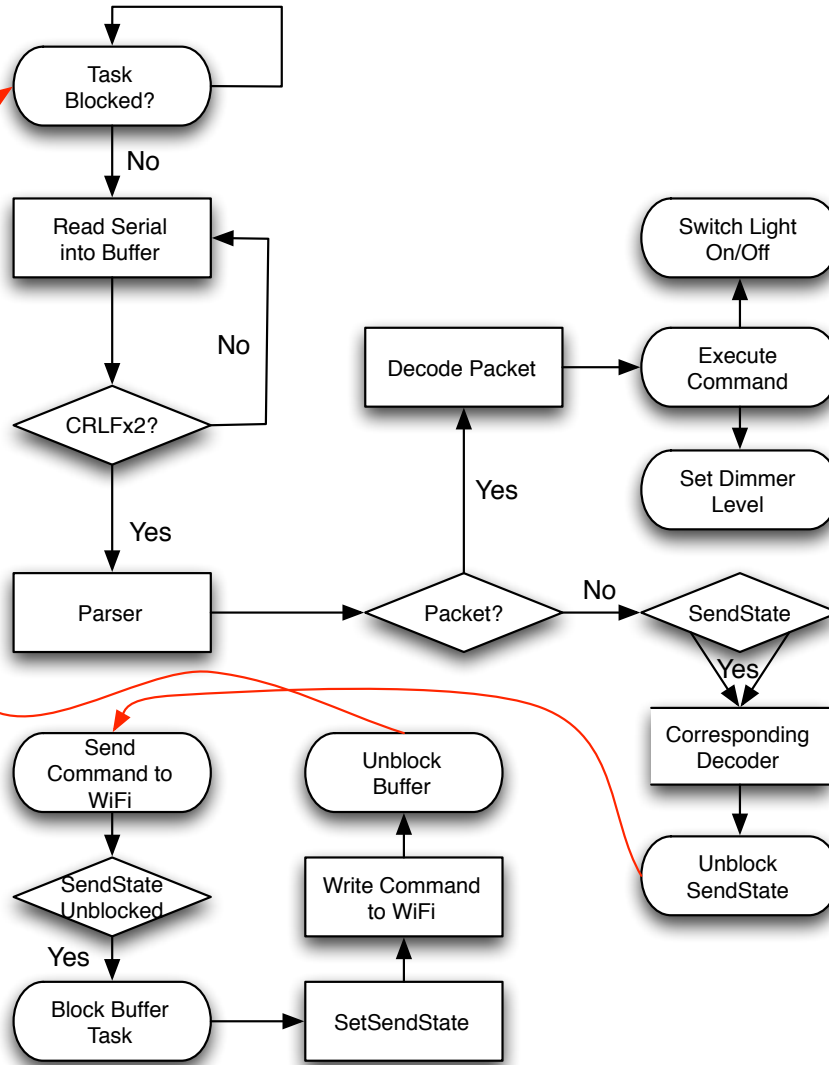 Task
Blocked?
No
Read Serial
into Buffer
No
CRLFx2?
Yes
Parser
Switch Light
On/Off
Decode Packet
Execute
Command
Set Dimmer
Level
Yes
Packet?
No
SendState
Yes
Corresponding
Decoder
Unblock
SendState
Send
Command to
WiFi
SendState
Unblocked
Yes
Block Buffer
Task
SetSendState
Write Command
to WiFi
Unblock
Buffer